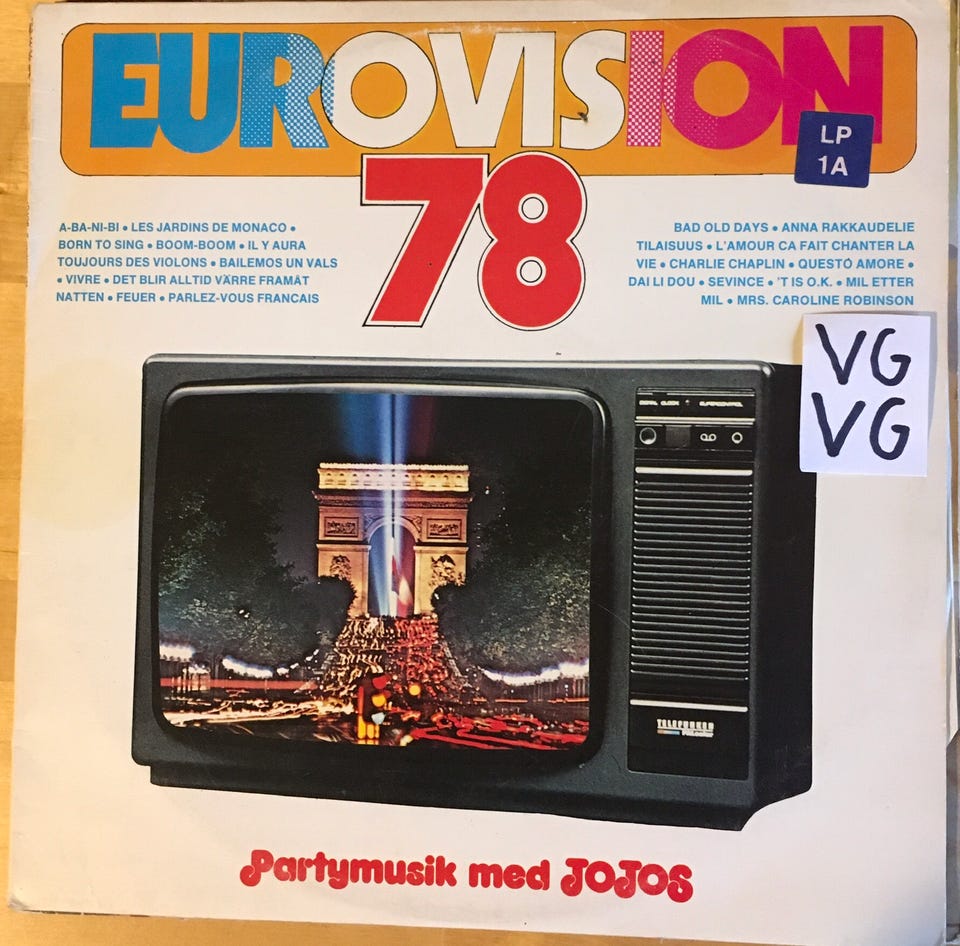 EUROVISION
78
LP
1A
A-BA-NI-BI • LES JARDINS DE MONACO •
BORN TO SING • BOOM-BOOM • IL Y AURA
TOUJOURS DES VIOLONS • BAILEMOS UN VALS
• VIVRE • DET BLIR ALLTID VÄRRE FRAMÅT
NATTEN • FEUER • PARLEZ-VOUS FRANCAIS
BAD OLD DAYS • ANNA RAKKAUDELLE
TILAISUUS • L'AMOUR CA FAIT CHANTER LA
VIE • CHARLIE CHAPLIN • QUESTO AMORE •
DAI LI DOU • SEVINCE • 'T IS O.K. • MIL ETTER
MIL • MRS. CAROLINE ROBINSON
VG
VG
TELEFUNKEN
Partymusik med JOJOS